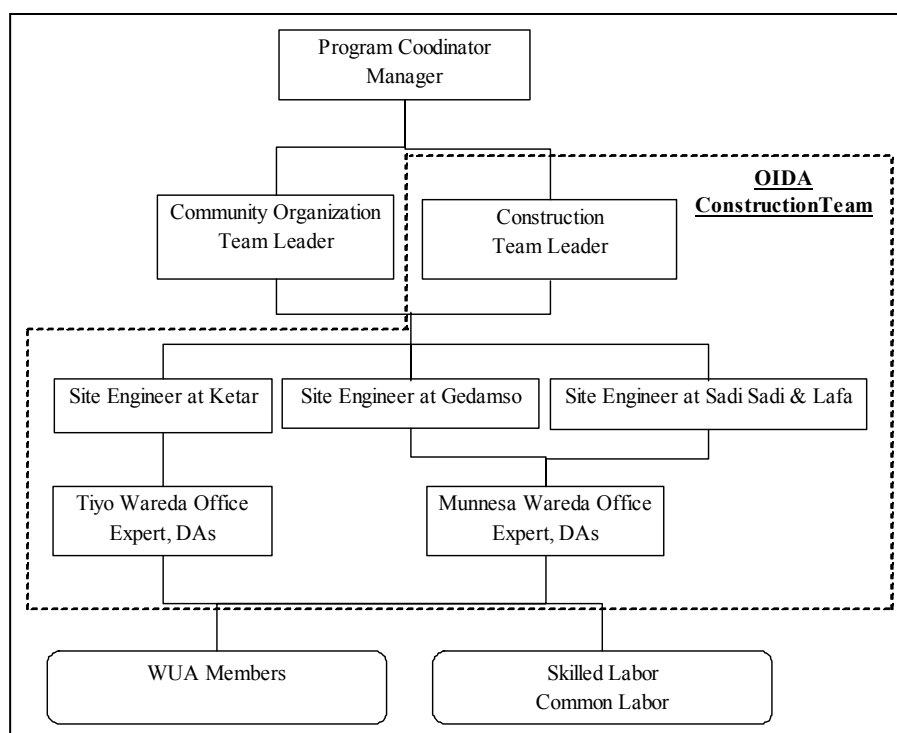 Program Coodinator
Manager
OIDA
ConstructionTeam
Community Organization
Team Leader
Construction
Team Leader
Site Engineer at Ketar
Site Engineer at Gedamso
Site Engineer at Sadi Sadi & Lafa
Tiyo Wareda Office
Expert, DAs
Munnesa Wareda Office
Expert, DAs
WUA Members
Skilled Labor
Common Labor